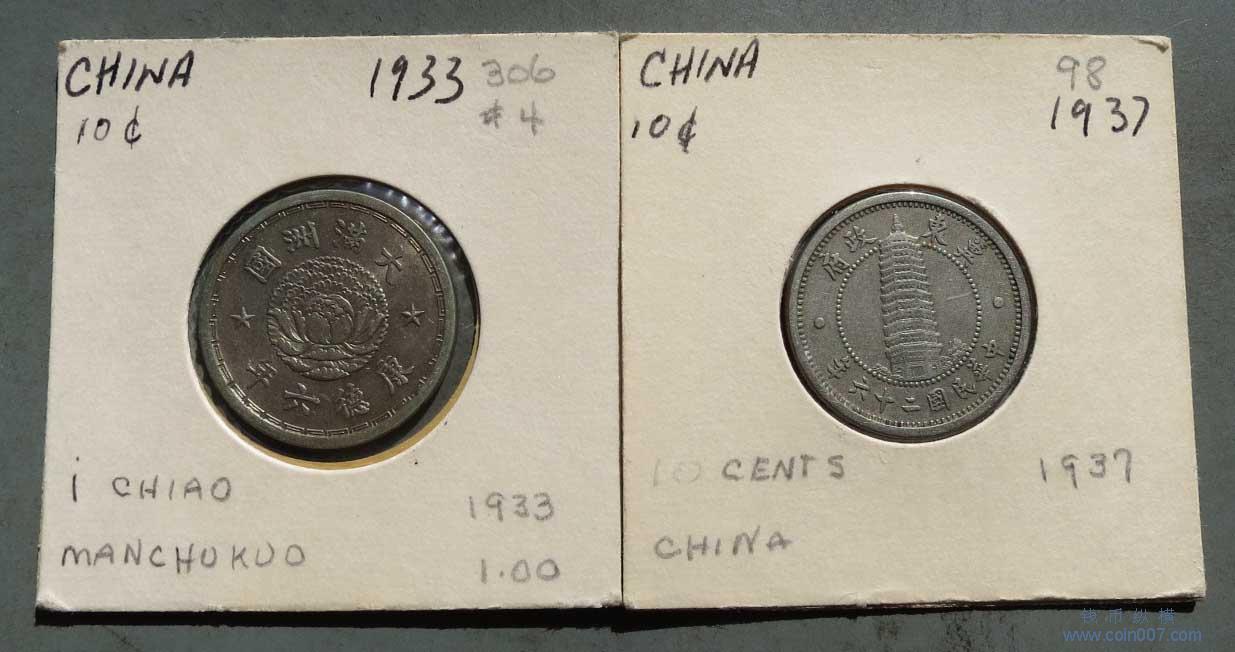 CHINA 1933 306
10¢ #4
大滿洲國
康德六年
1 CHIAO 1933
MANCHUKUO 1.00
CHINA 98
10¢ 1937
冀東政府
中華民國二十六年
10 CENTS 1937
CHINA
钱币纵横
www.coin007.com